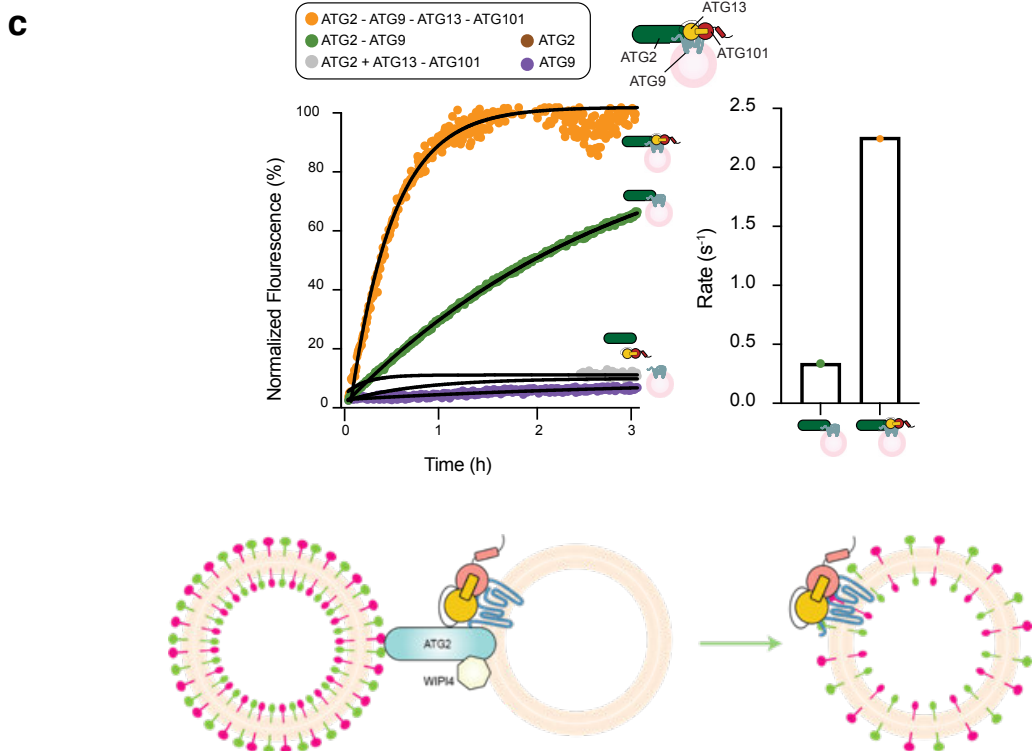 c
ATG2 - ATG9 - ATG13 - ATG101
ATG2 - ATG9
ATG2
ATG2 + ATG13 - ATG101
ATG9
ATG13
ATG2
ATG101
ATG9
Normalized Flourescence (%)
100
80
60
40
20
0
0
1
2
3
Time (h)
Rate (s-1)
2.5
2.0
1.5
1.0
0.5
0.0
ATG2
WIPI4